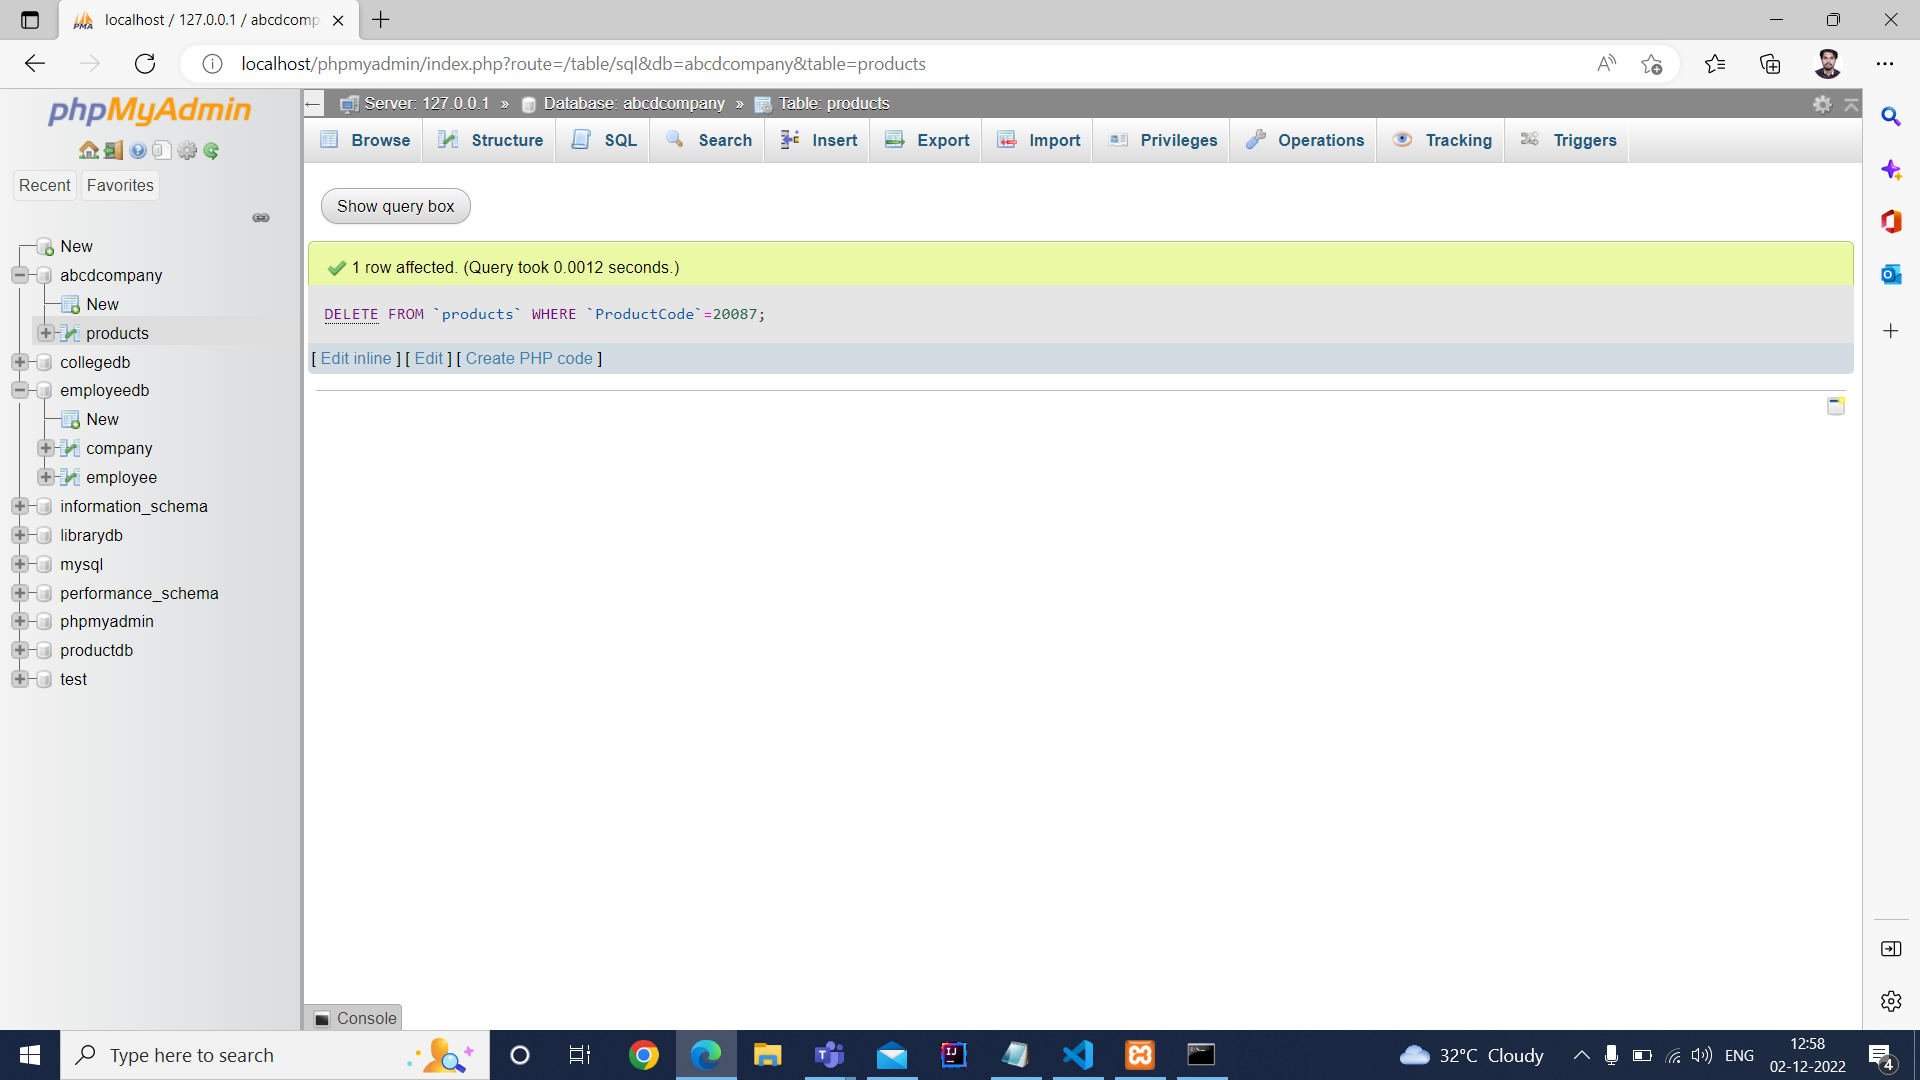 localhost / 127.0.0.1 / abcdcomp
localhost/phpmyadmin/index.php?route=/table/sql&db=abcdcompany&table=products
phpMyAdmin
Recent
Favorites
New
abcdcompany
New
products
collegedb
employeedb
New
company
employee
information_schema
librarydb
mysql
performance_schema
phpmyadmin
productdb
test
Server: 127.0.0.1 » Database: abcdcompany » Table: products
Browse
Structure
SQL
Search
Insert
Export
Import
Privileges
Operations
Tracking
Triggers
Show query box
1 row affected. (Query took 0.0012 seconds.)
DELETE FROM `products` WHERE `ProductCode`=20087;
[ Edit inline ] [ Edit ] [ Create PHP code ]
Console
Type here to search
32°C Cloudy
ENG
12:58
02-12-2022
4